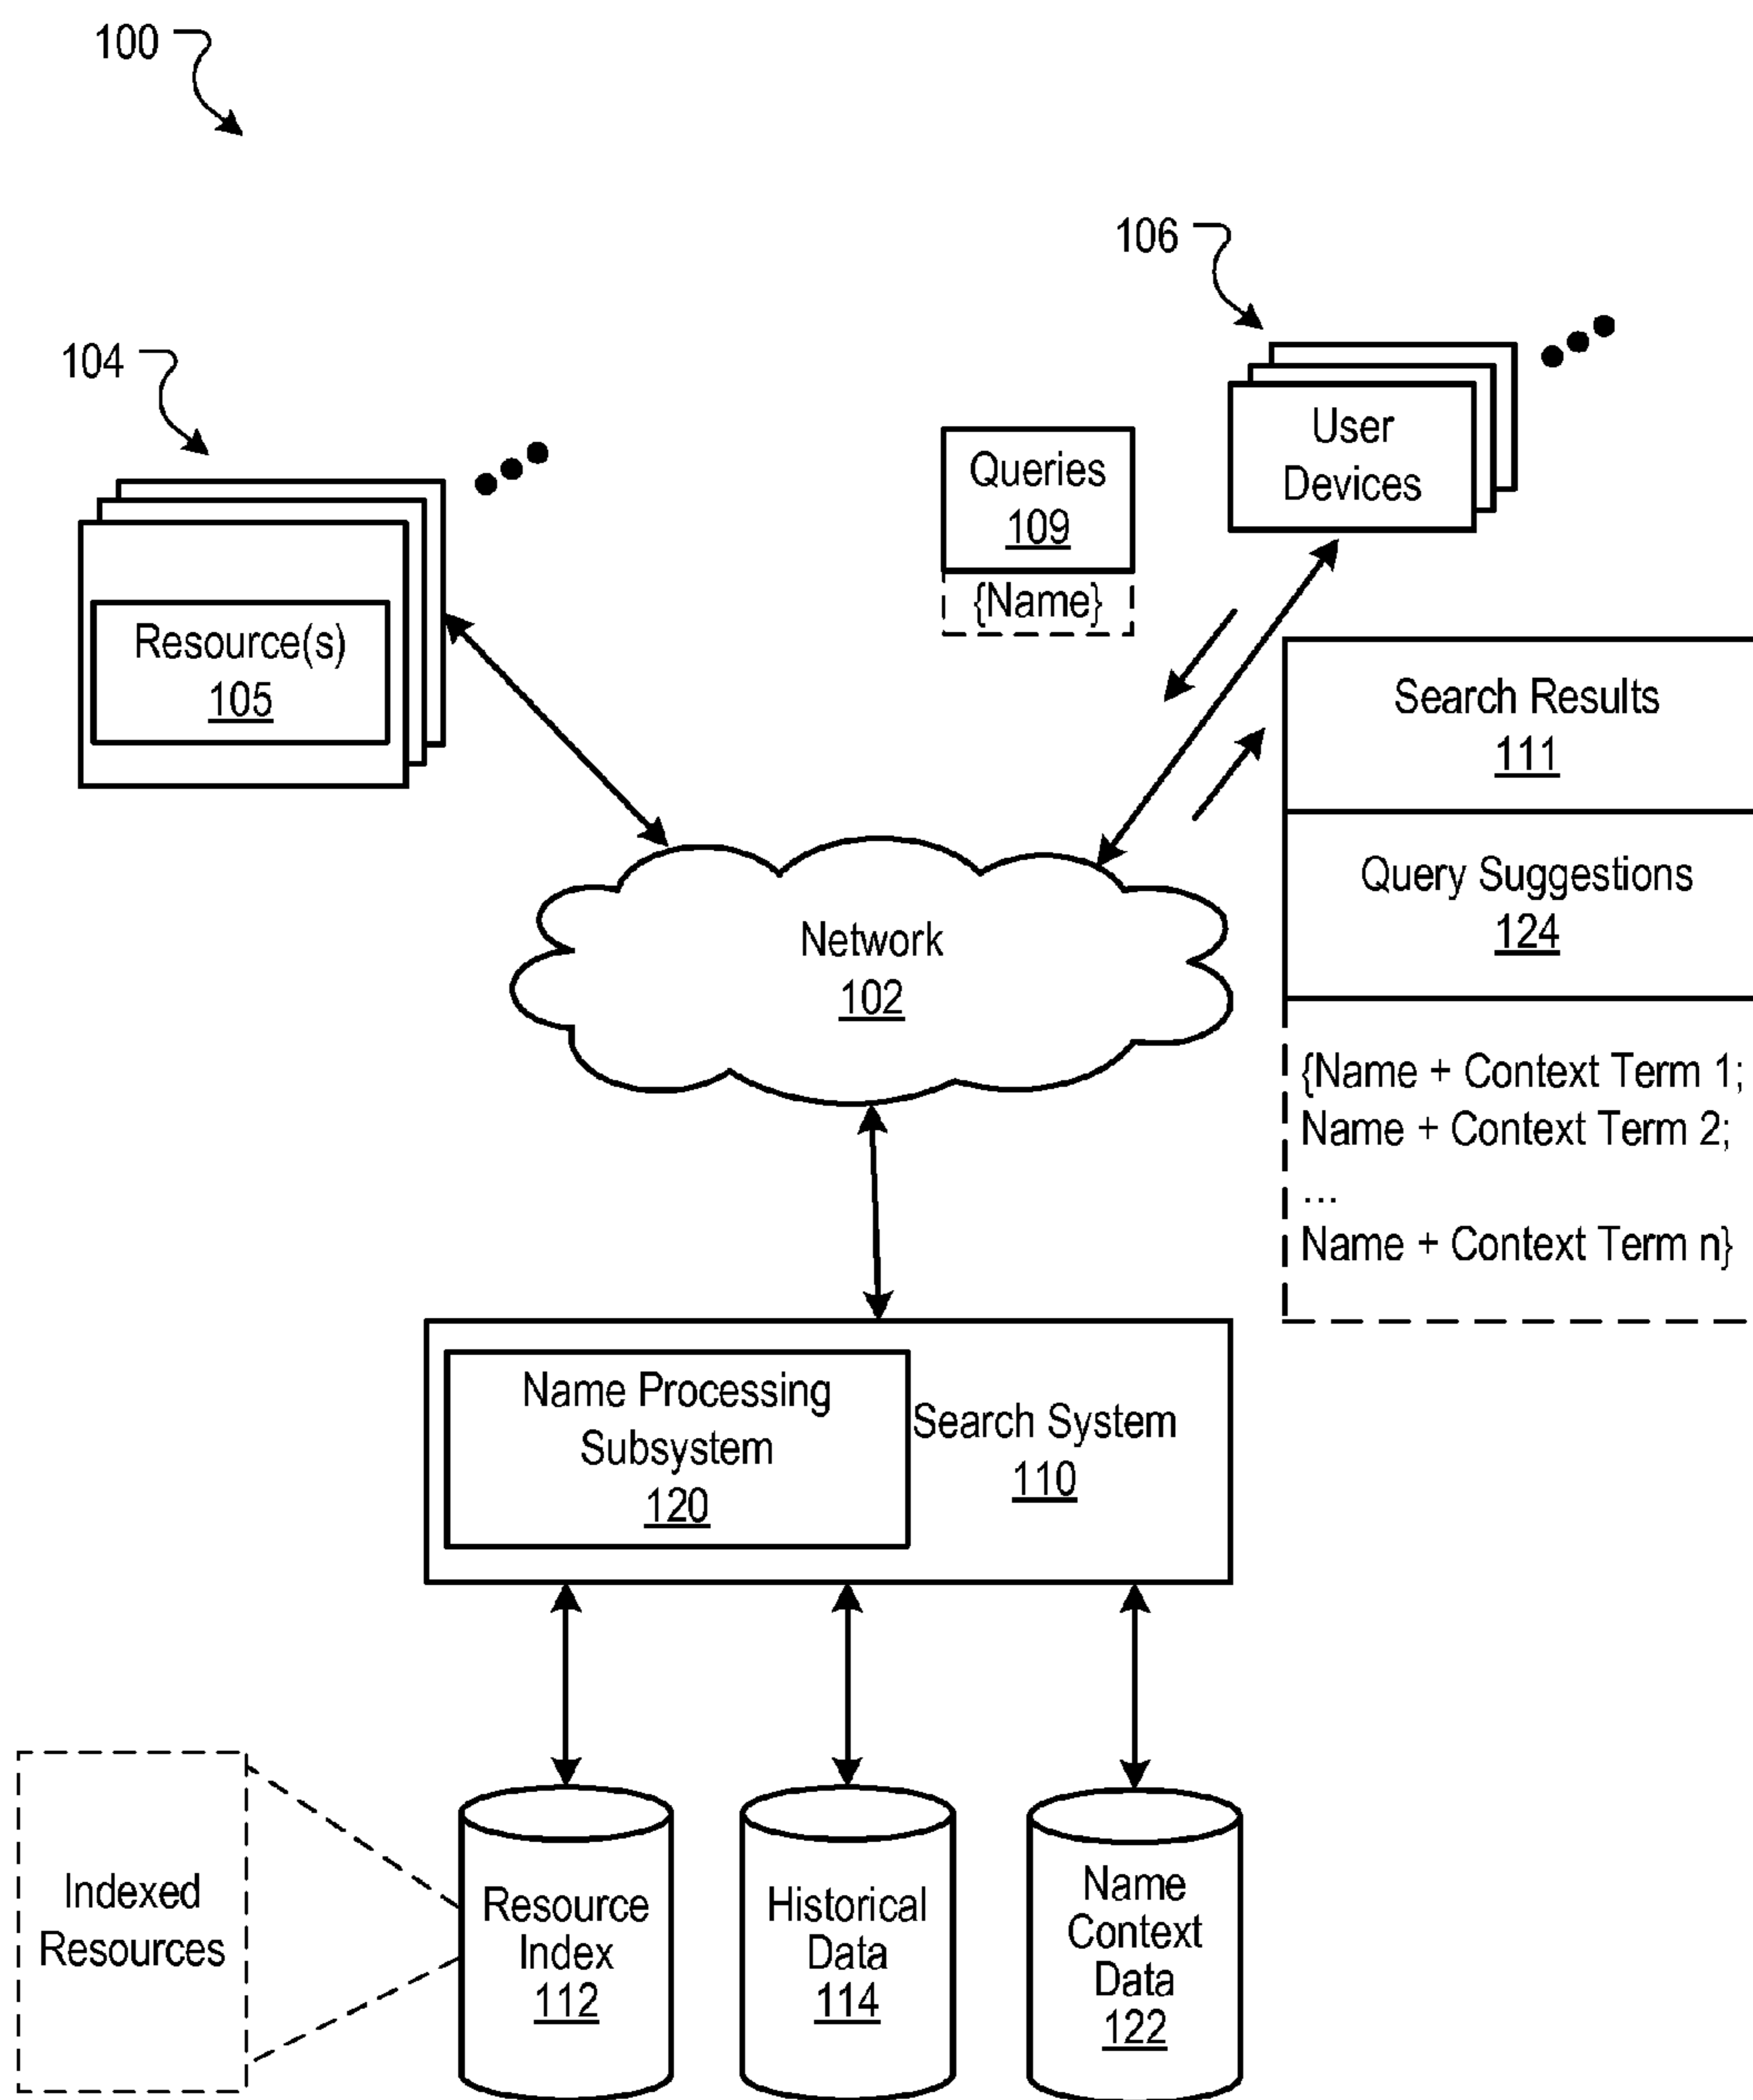 100
106
104
User
Devices
Queries
109
{Name}
Resource(s)
105
Search Results
111
Query Suggestions
124
Network
102
{Name + Context Term 1;
Name + Context Term 2;
...
Name + Context Term n}
Name Processing
Subsystem
120
Search System
110
Indexed
Resources
Resource
Index
112
Historical
Data
114
Name
Context
Data
122